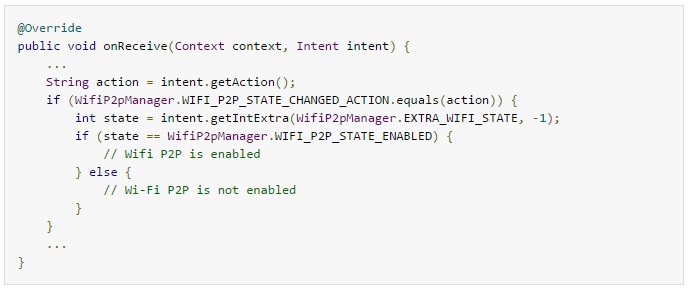 @Override
public void onReceive(Context context, Intent intent) {
    ...
    String action = intent.getAction();
    if (WifiP2pManager.WIFI_P2P_STATE_CHANGED_ACTION.equals(action)) {
        int state = intent.getIntExtra(WifiP2pManager.EXTRA_WIFI_STATE, -1);
        if (state == WifiP2pManager.WIFI_P2P_STATE_ENABLED) {
            // Wifi P2P is enabled
        } else {
            // Wi-Fi P2P is not enabled
        }
    }
    ...
}